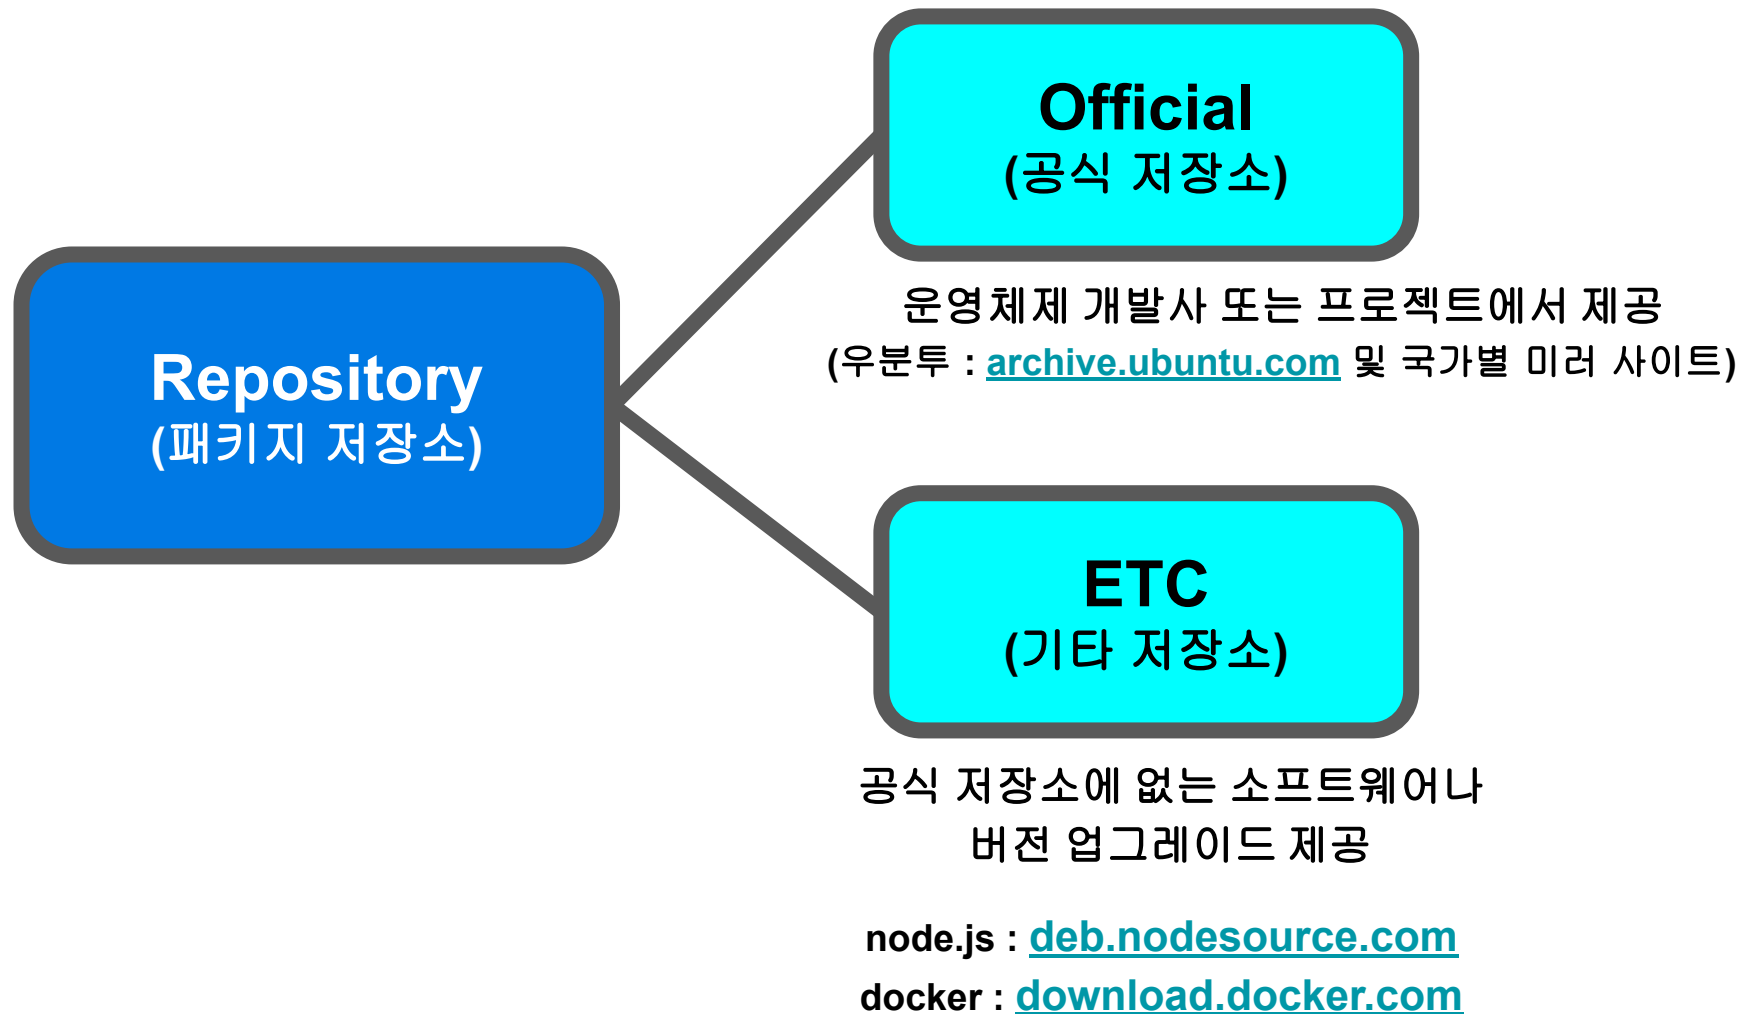 Official
(공식 저장소)
운영체제 개발사 또는 프로젝트에서 제공
(우분투 : archive.ubuntu.com 및 국가별 미러 사이트)
Repository
(패키지 저장소)
ETC
(기타 저장소)
공식 저장소에 없는 소프트웨어나
버전 업그레이드 제공
node.js : deb.nodesource.com
docker : download.docker.com